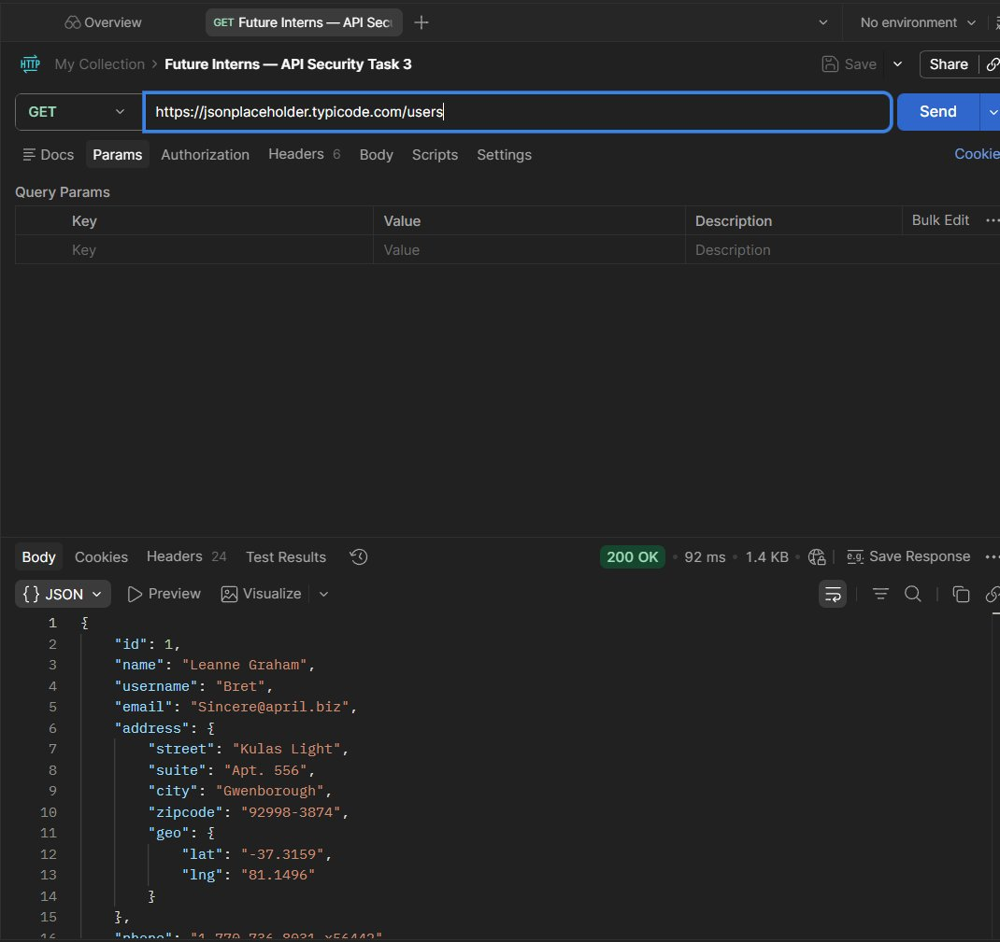 Overview GET Future Interns — API Sec No environment
HTTP My Collection > Future Interns — API Security Task 3 Save Share
GET https://jsonplaceholder.typicode.com/users Send
Docs Params Authorization Headers 6 Body Scripts Settings Cookie
Query Params
Key Value Description Bulk Edit
Key Value Description
Body Cookies Headers 24 Test Results 200 OK • 92 ms • 1.4 KB • e.g. Save Response
{} JSON Preview Visualize
1 {
2 "id": 1,
3 "name": "Leanne Graham",
4 "username": "Bret",
5 "email": "Sincere@april.biz",
6 "address": {
7 "street": "Kulas Light",
8 "suite": "Apt. 556",
9 "city": "Gwenborough",
10 "zipcode": "92998-3874",
11 "geo": {
12 "lat": "-37.3159",
13 "lng": "81.1496"
14 }
15 },
16 "phone": "1-770-736-8031 x56442"